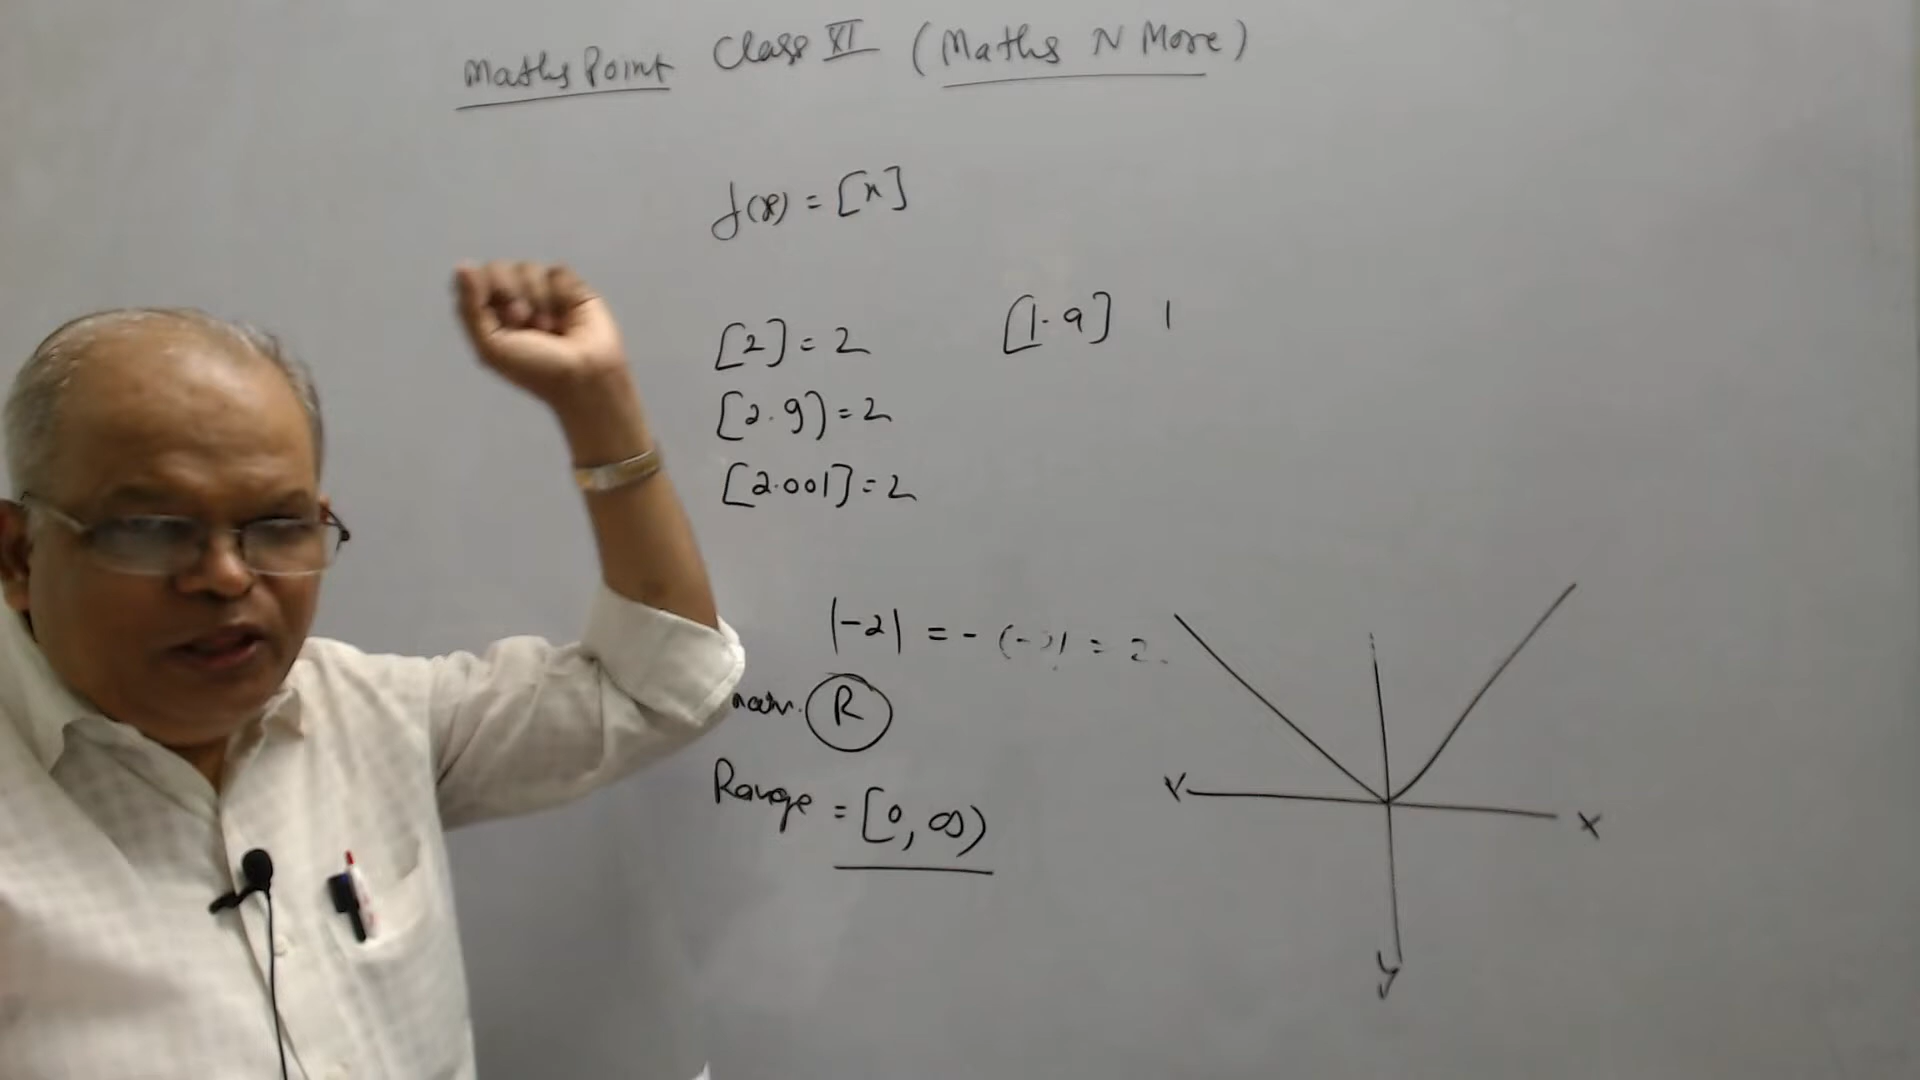 Maths Point Class XI (Maths N More)
f(x) = [x]
[2] = 2 [1.9] 1
[2.9] = 2
[2.001] = 2
|-2| = - (-2) = 2.
R
Range = [0, ∞)
X
Y